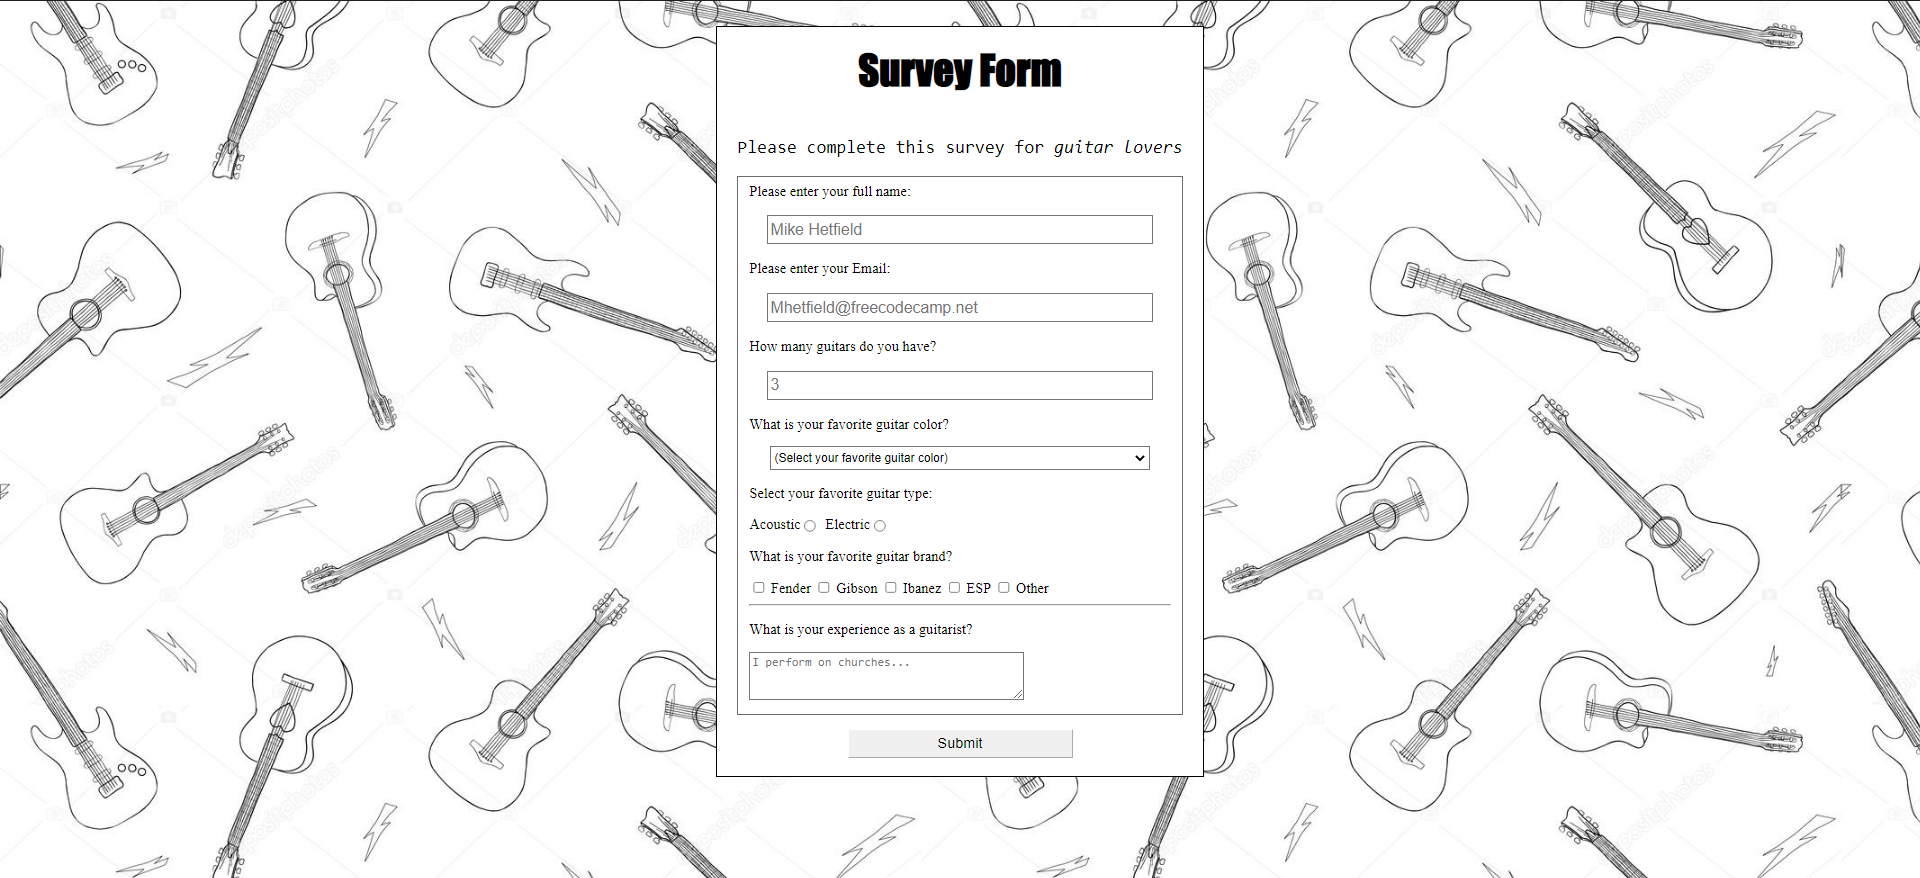 Survey Form
Please complete this survey for guitar lovers
Please enter your full name:
Mike Hetfield
Please enter your Email:
Mhetfield@freecodecamp.net
How many guitars do you have?
3
What is your favorite guitar color?
(Select your favorite guitar color)
Select your favorite guitar type:
Acoustic Electric
What is your favorite guitar brand?
Fender Gibson Ibanez ESP Other
What is your experience as a guitarist?
I perform on churches...
Submit
depositphotos